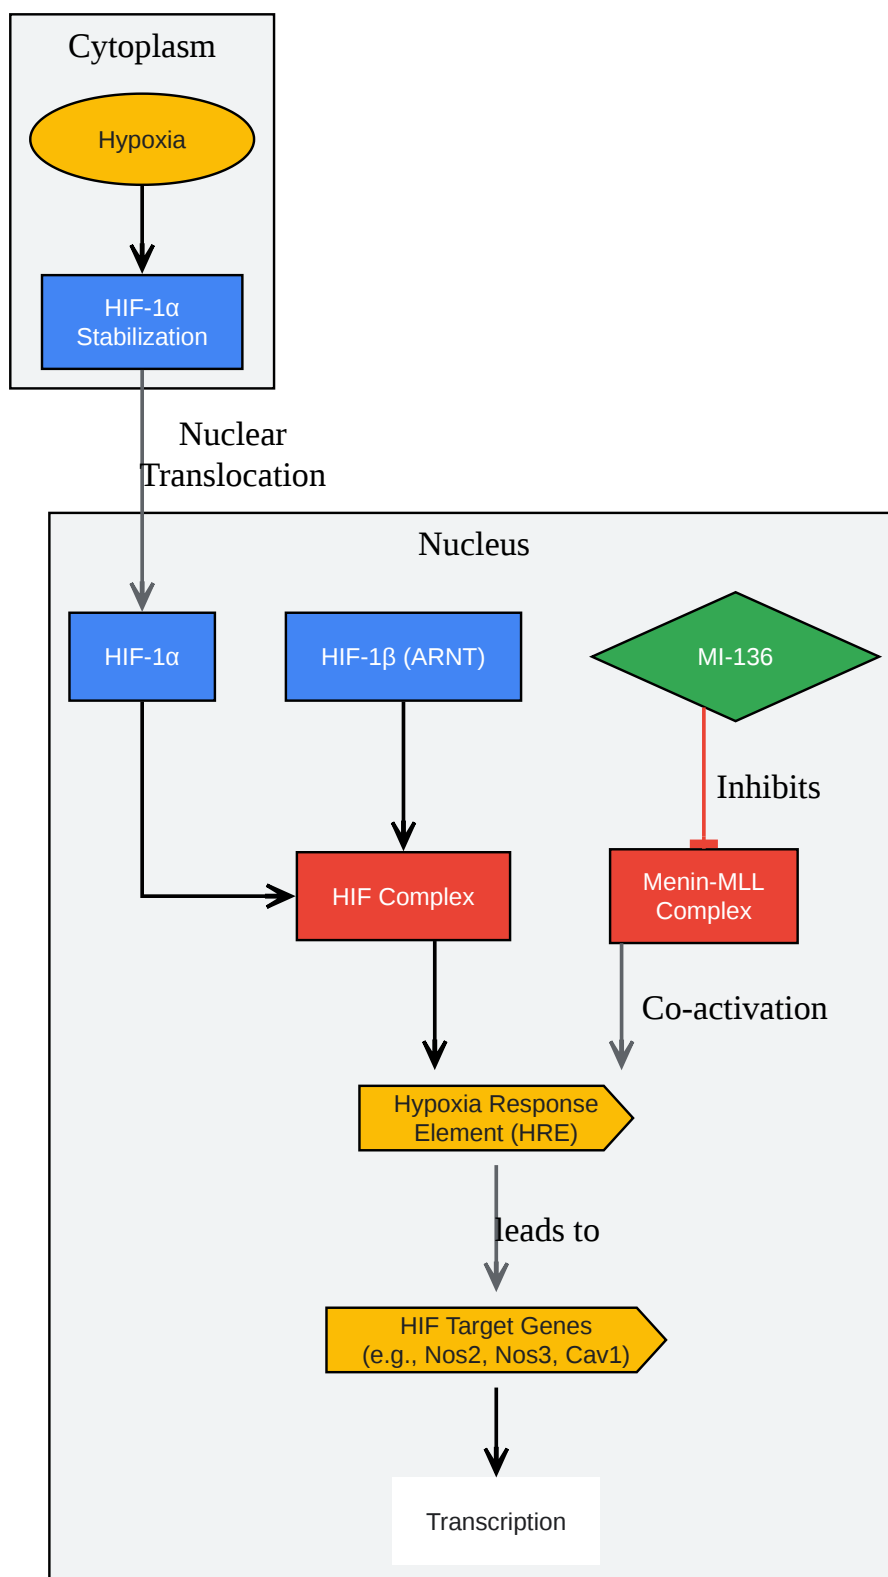 Cytoplasm
Hypoxia
HIF-1α
Stabilization
Nuclear
Translocation
Nucleus
HIF-1α
HIF-1β (ARNT)
MI-136
Inhibits
HIF Complex
Menin-MLL
Complex
Co-activation
Hypoxia Response
Element (HRE)
leads to
HIF Target Genes
(e.g., Nos2, Nos3, Cav1)
Transcription